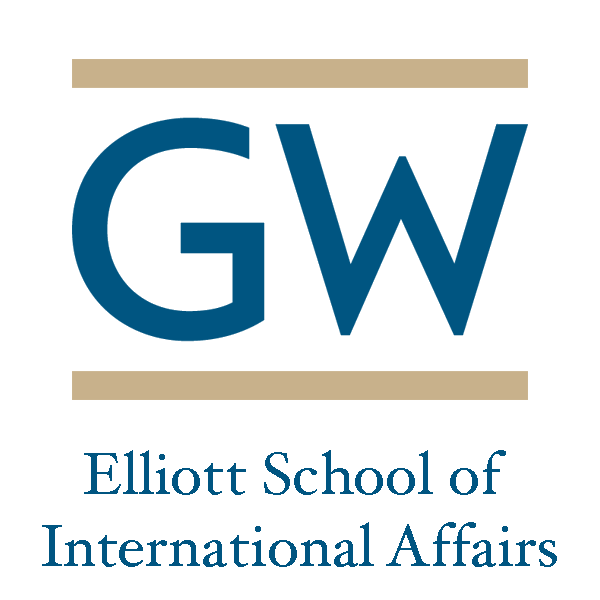 GW
Elliott School of
International Affairs